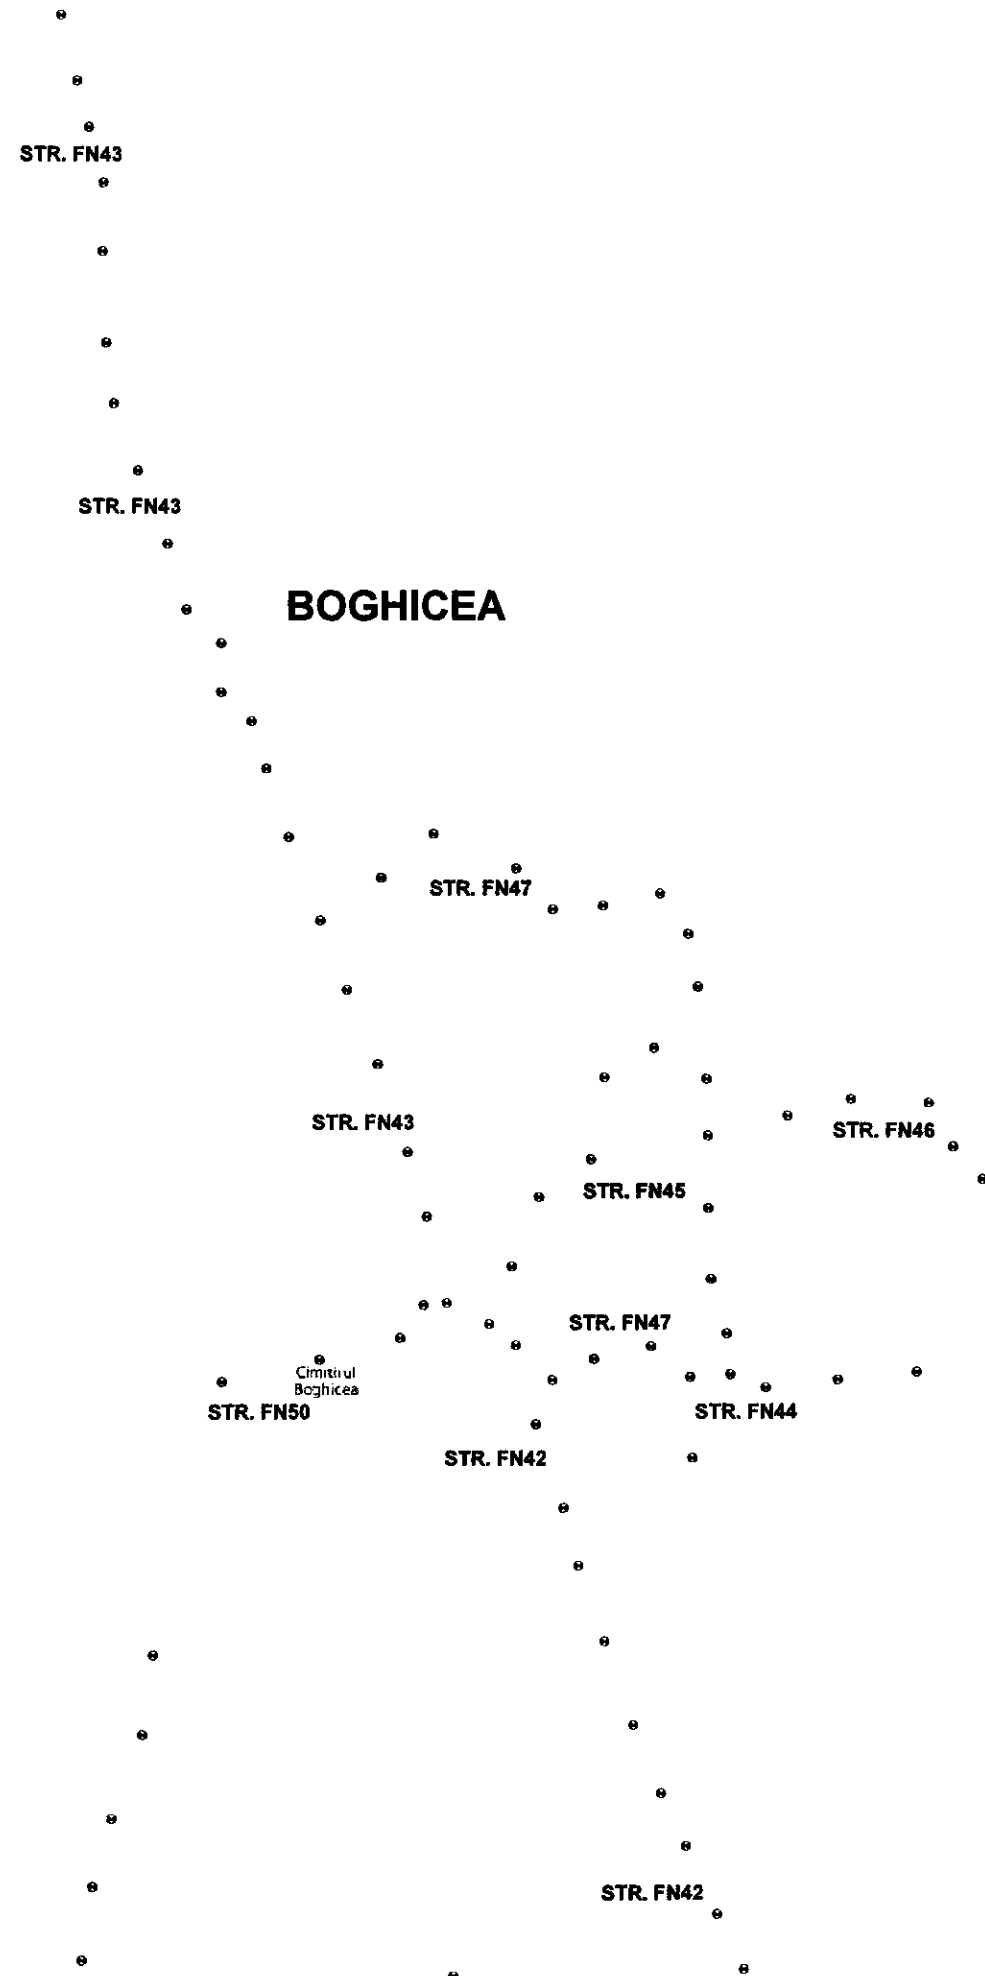 STR. FN43
STR. FN43
BOGHICEA
STR. FN47
STR. FN43
STR. FN46
STR. FN45
STR. FN47
Cimitirul
Boghicea
STR. FN50
STR. FN44
STR. FN42
STR. FN42